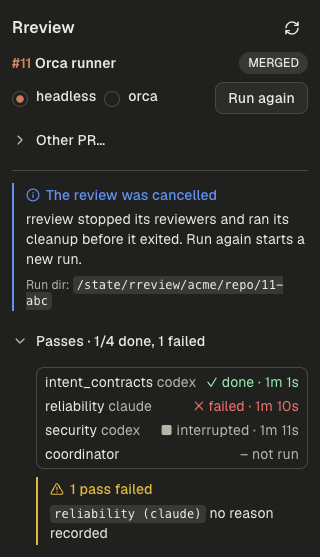 Rreview
#11 Orca runner MERGED
headless orca Run again
Other PR...
The review was cancelled
rreview stopped its reviewers and ran its
cleanup before it exited. Run again starts a
new run.
Run dir: /state/rreview/acme/repo/11-
abc
Passes · 1/4 done, 1 failed
intent_contracts codex ✓ done · 1m 1s
reliability claude ✕ failed · 1m 10s
security codex interrupted · 1m 11s
coordinator – not run
1 pass failed
reliability (claude) no reason
recorded